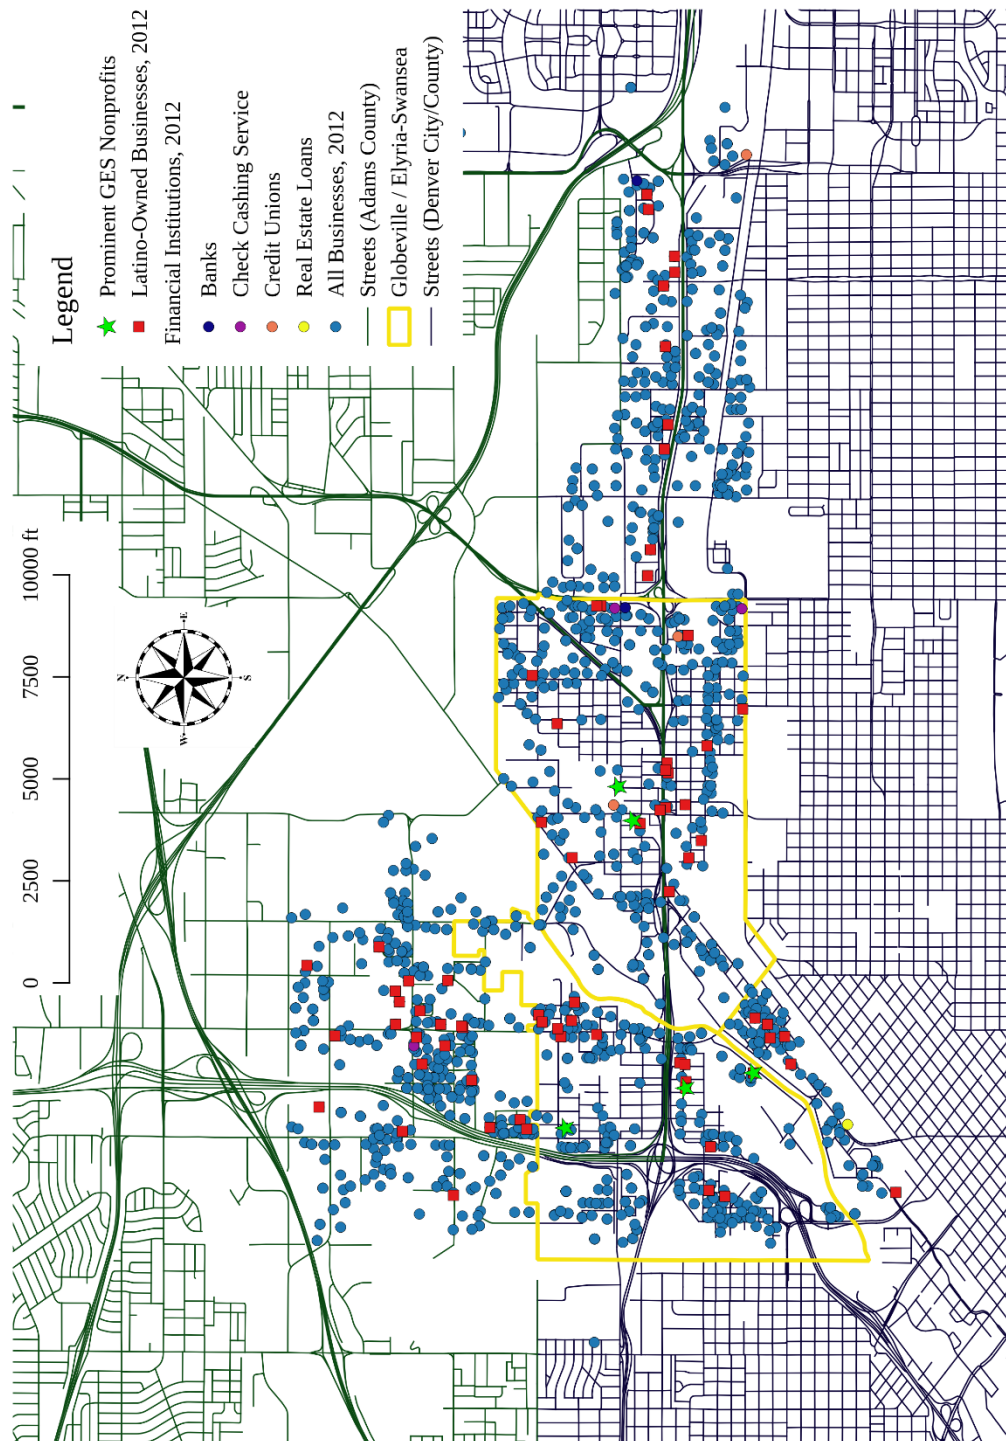 Legend
Prominent GES Nonprofits
Latino-Owned Businesses, 2012
Financial Institutions, 2012
Banks
Check Cashing Service
Credit Unions
Real Estate Loans
All Businesses, 2012
Streets (Adams County)
Globeville / Elyria-Swansea
Streets (Denver City/County)
0 2500 5000 7500 10000 ft
N
W E
S